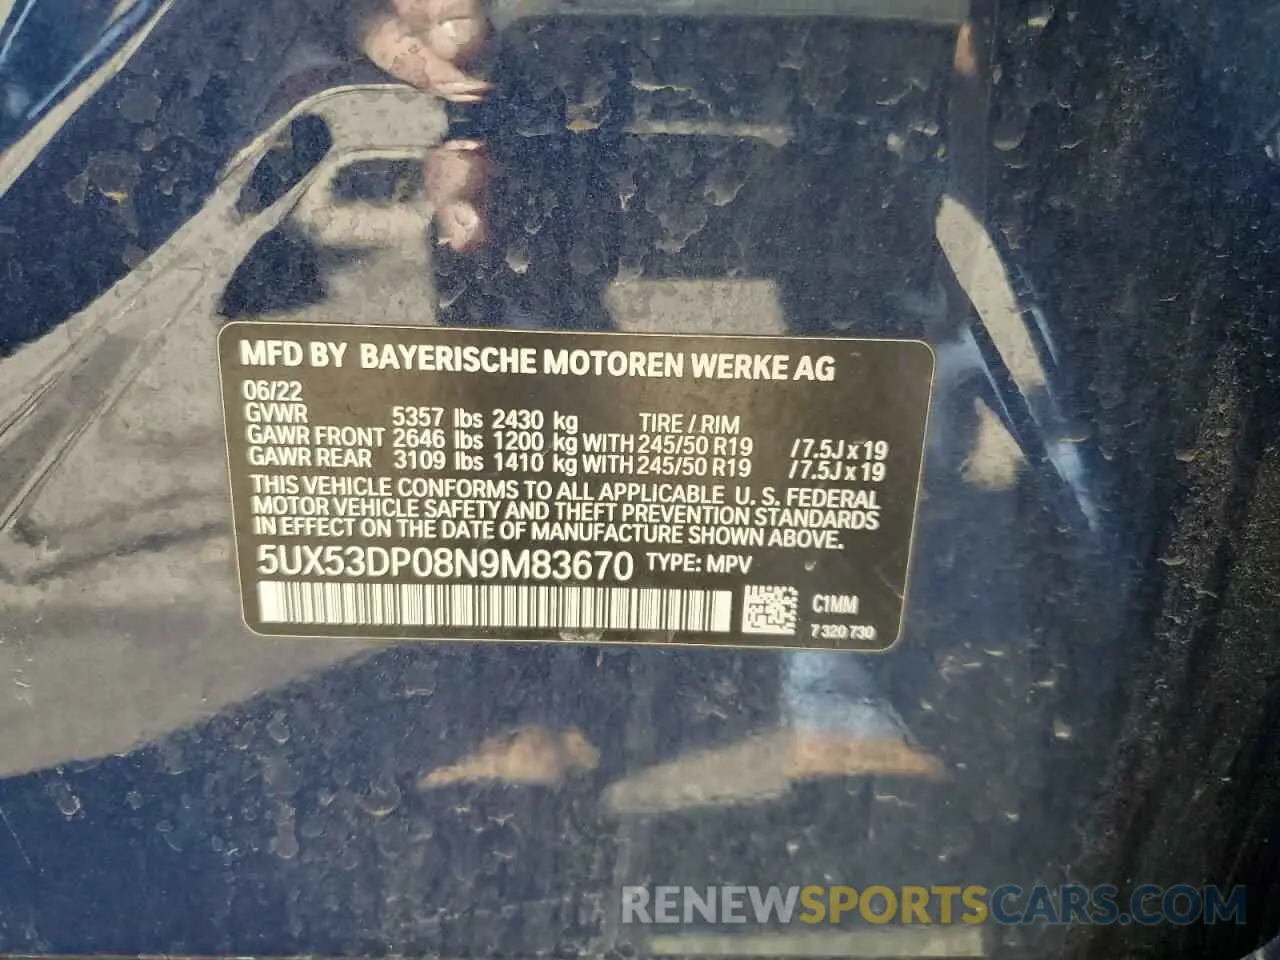 MFD BY BAYERISCHE MOTOREN WERKE AG
06/22
GVWR 5357 lbs 2430 kg TIRE / RIM
GAWR FRONT 2646 lbs 1200 kg WITH 245/50 R19 /7.5J x 19
GAWR REAR 3109 lbs 1410 kg WITH 245/50 R19 /7.5J x 19
THIS VEHICLE CONFORMS TO ALL APPLICABLE U. S. FEDERAL
MOTOR VEHICLE SAFETY AND THEFT PREVENTION STANDARDS
IN EFFECT ON THE DATE OF MANUFACTURE SHOWN ABOVE.
5UX53DP08N9M83670 TYPE: MPV
C1MM
7 320 730
RENEWSPORTSCARS.COM